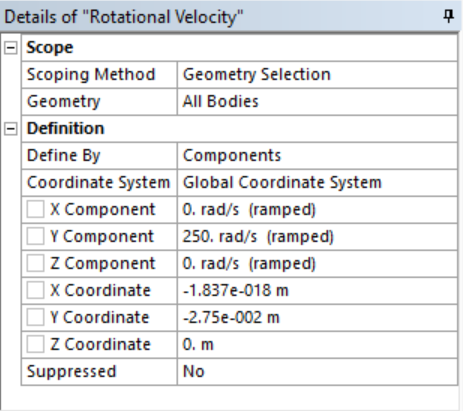 Details of "Rotational Velocity"
Scope
Scoping Method Geometry Selection
Geometry All Bodies
Definition
Define By Components
Coordinate System Global Coordinate System
X Component 0. rad/s (ramped)
Y Component 250. rad/s (ramped)
Z Component 0. rad/s (ramped)
X Coordinate -1.837e-018 m
Y Coordinate -2.75e-002 m
Z Coordinate 0. m
Suppressed No